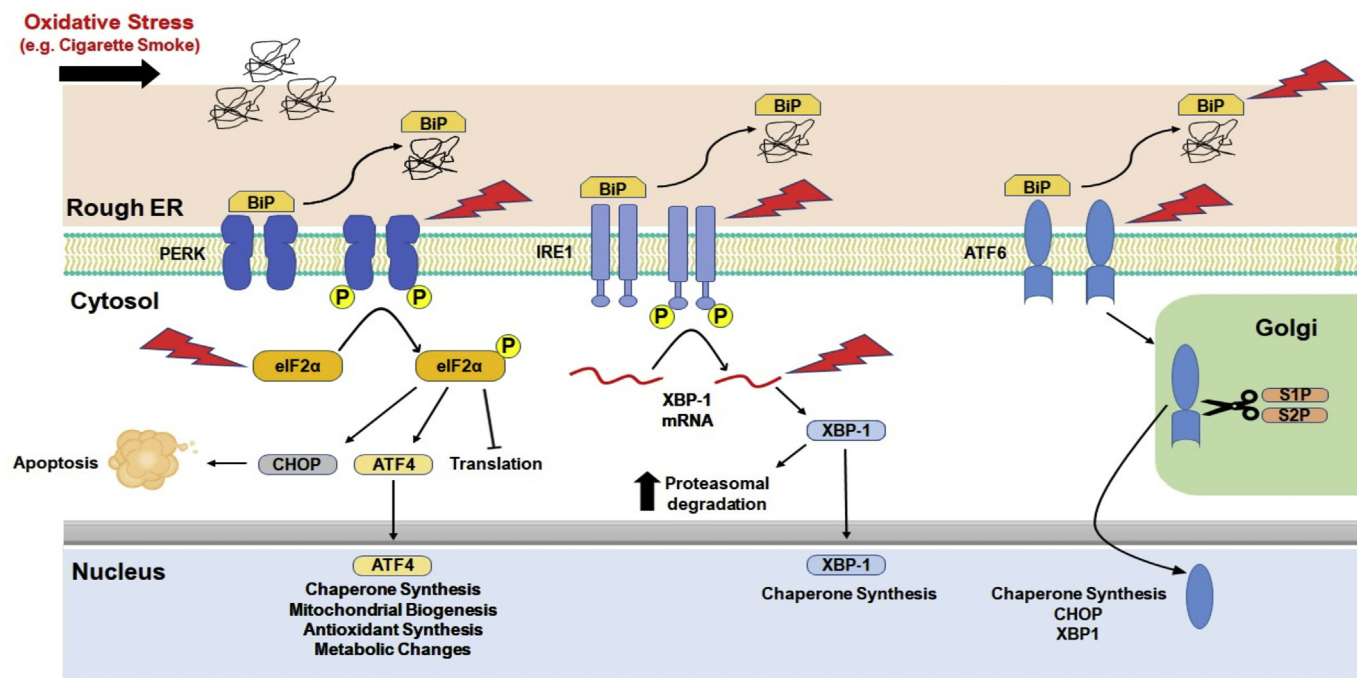 Oxidative Stress
(e.g. Cigarette Smoke)
BiP
BiP
BiP
BiP
BiP
BiP
Rough ER
PERK
IRE1
ATF6
Cytosol
P
P
P
P
P
eIF2α
eIF2α
XBP-1
mRNA
Golgi
S1P
S2P
XBP-1
Apoptosis
CHOP
ATF4
Translation
Proteasomal
degradation
Nucleus
ATF4
Chaperone Synthesis
Mitochondrial Biogenesis
Antioxidant Synthesis
Metabolic Changes
XBP-1
Chaperone Synthesis
Chaperone Synthesis
CHOP
XBP1